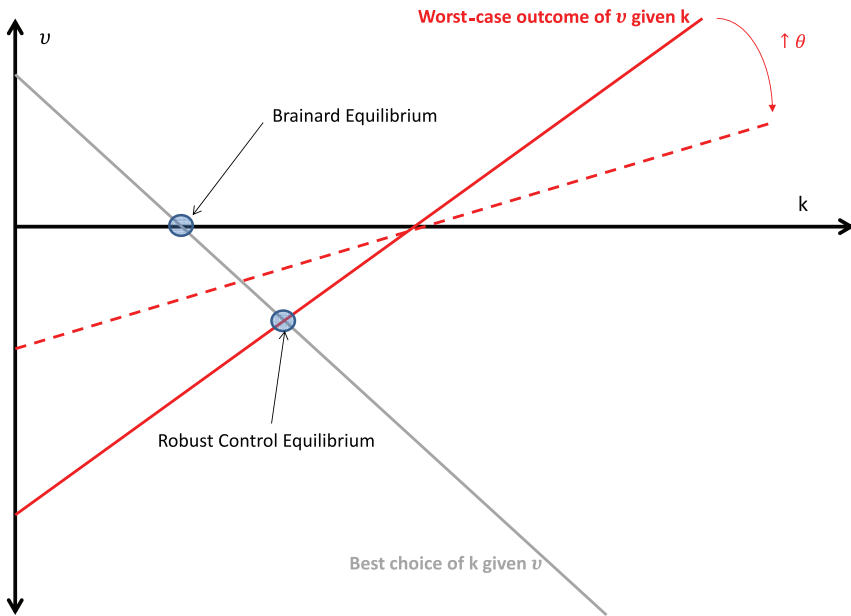 Worst-case outcome of υ given k
υ
↑ θ
Brainard Equilibrium
k
Robust Control Equilibrium
Best choice of k given υ